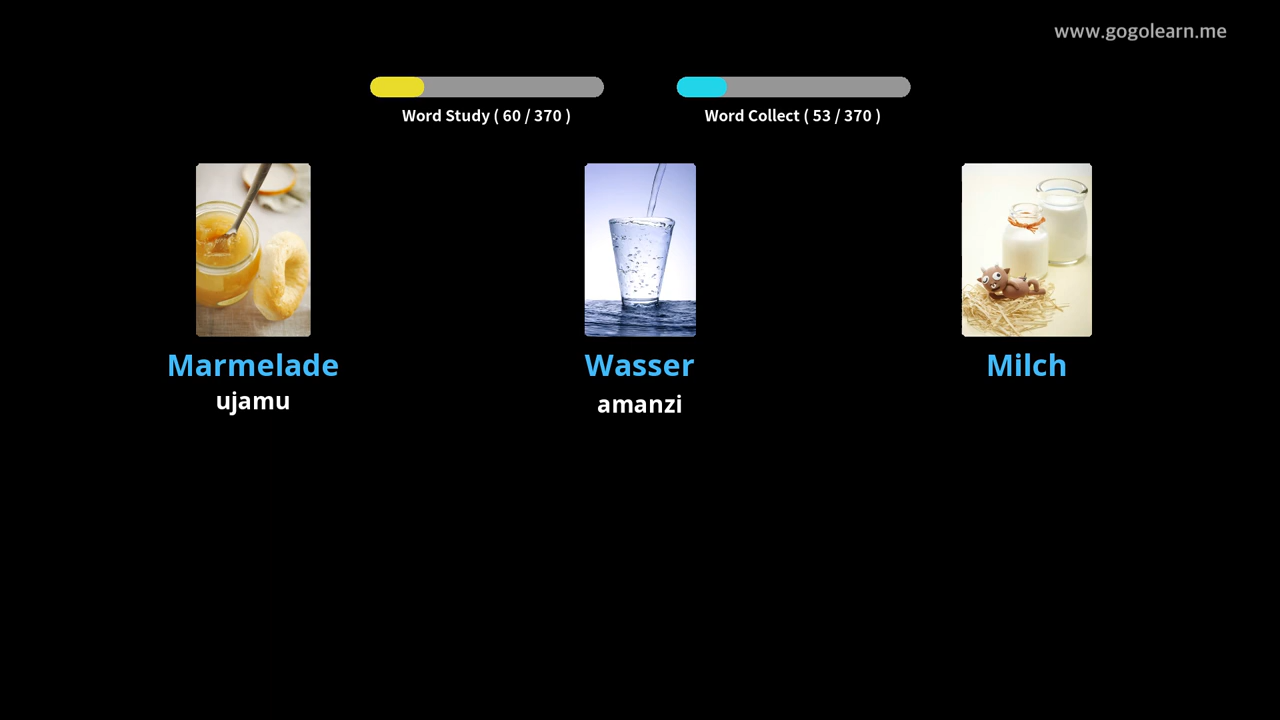 www.gogolearn.me
Word Study ( 60 / 370 )
Word Collect ( 53 / 370 )
Marmelade
ujamu
Wasser
amanzi
Milch